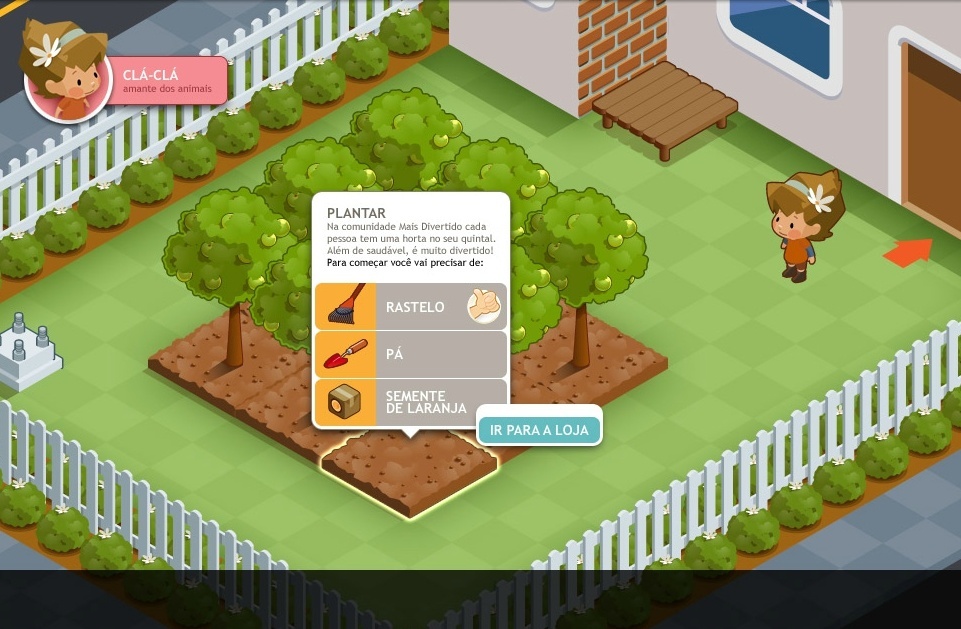 CLÁ-CLÁ
amante dos animais
PLANTAR
Na comunidade Mais Divertido cada
pessoa tem uma horta no seu quintal.
Além de saudável, é muito divertido!
Para começar você vai precisar de:
RASTELO
PÁ
SEMENTE
DE LARANJA
IR PARA A LOJA